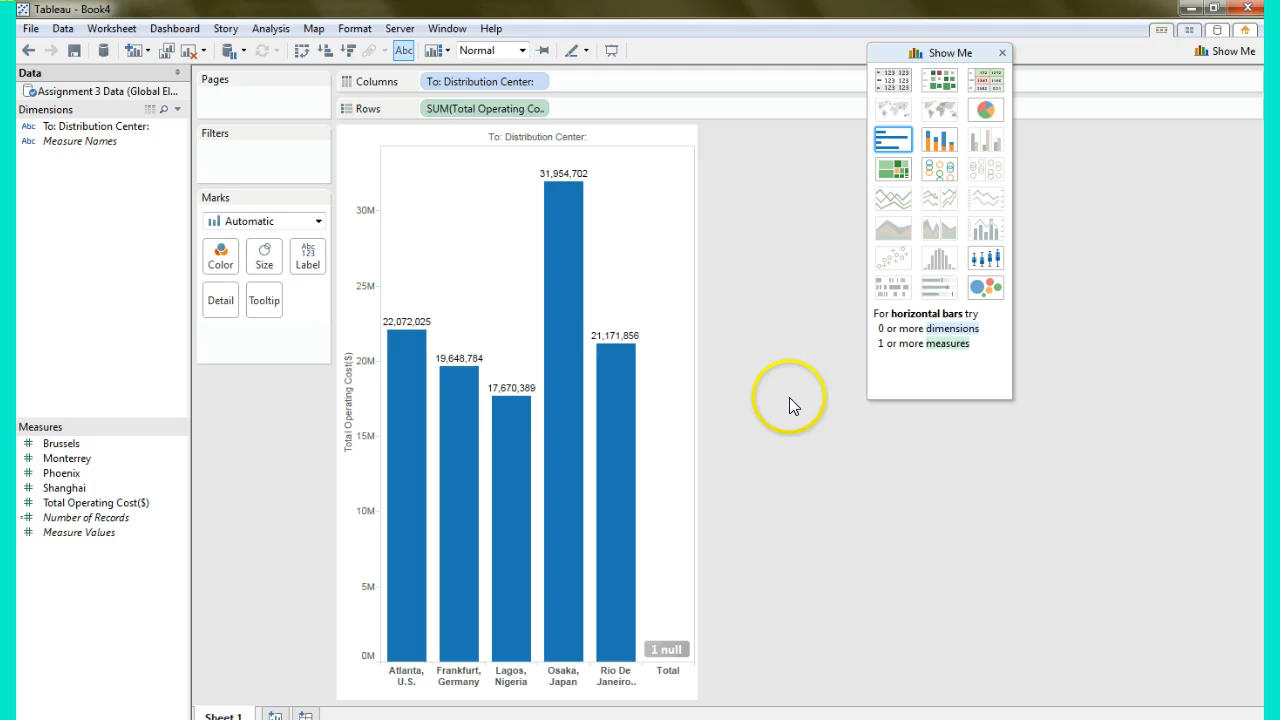 Tableau - Book4
File Data Worksheet Dashboard Story Analysis Map Format Server Window Help
Abc Normal Show Me
Data
Assignment 3 Data (Global El...
Dimensions
Abc To: Distribution Center:
Abc Measure Names
Measures
Brussels
Monterrey
Phoenix
Shanghai
Total Operating Cost($)
Number of Records
Measure Values
Pages
Filters
Marks
Automatic
Color Size Abc 123 Label
Detail Tooltip
Columns To: Distribution Center:
Rows SUM(Total Operating Co..
To: Distribution Center:
Total Operating Cost($)
30M
25M
20M
15M
10M
5M
0M
22,072,025
19,648,784
17,670,389
31,954,702
21,171,856
1 null
Atlanta, U.S.
Frankfurt, Germany
Lagos, Nigeria
Osaka, Japan
Rio De Janeiro..
Total
Show Me
For horizontal bars try
0 or more dimensions
1 or more measures
Sheet 1